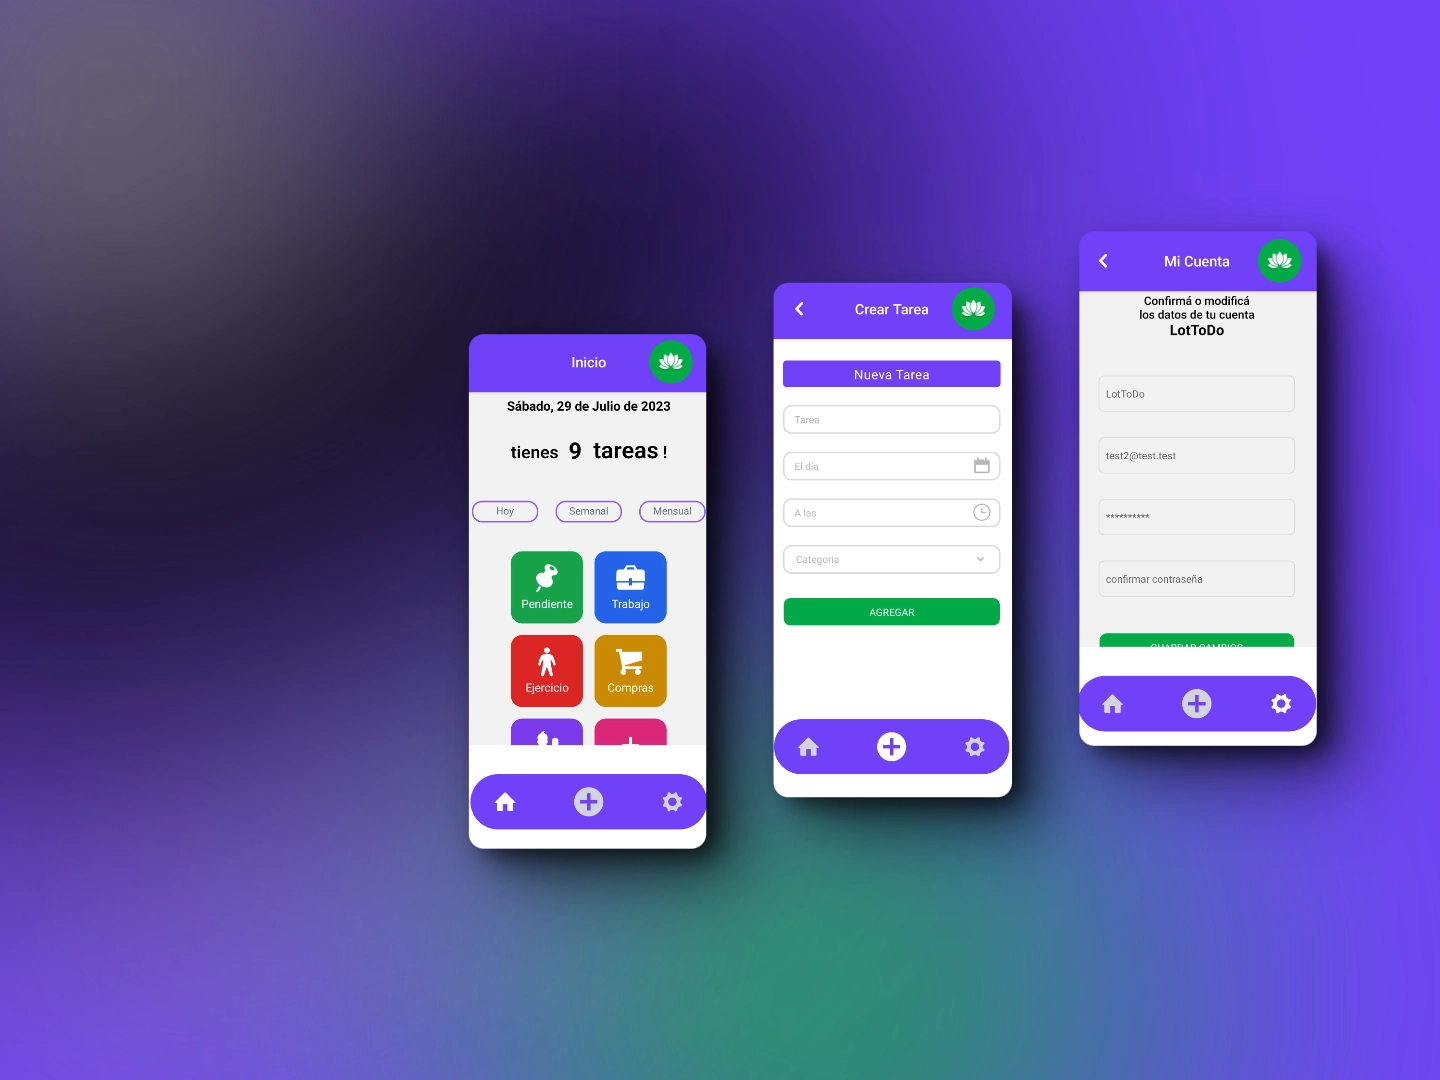 Inicio
Sábado, 29 de Julio de 2023
tienes 9 tareas !
Hoy Semanal Mensual
Pendiente Trabajo
Ejercicio Compras
Crear Tarea
Nueva Tarea
Tarea
El día
A las
Categoria
AGREGAR
Mi Cuenta
Confirmá o modificá
los datos de tu cuenta
LotToDo
LotToDo
test2@test.test
**********
confirmar contraseña
GUARDAR CAMBIOS